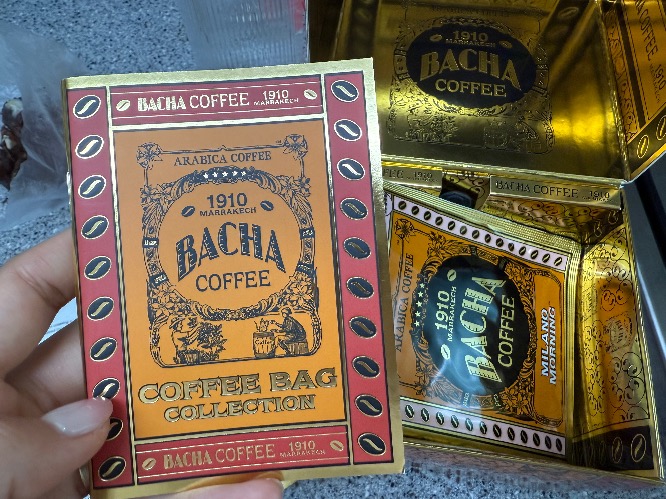 BACHA COFFEE 1910 MARRAKECH
ARABICA COFFEE
1910
MARRAKECH
BACHA
COFFEE
COFFEE BAG
COLLECTION
BACHA COFFEE 1910 MARRAKECH
1910
MARRAKECH
BACHA
COFFEE
BACHA COFFEE 1910
ARABICA COFFEE
1910
MARRAKECH
BACHA
COFFEE
MILANO
MORNING